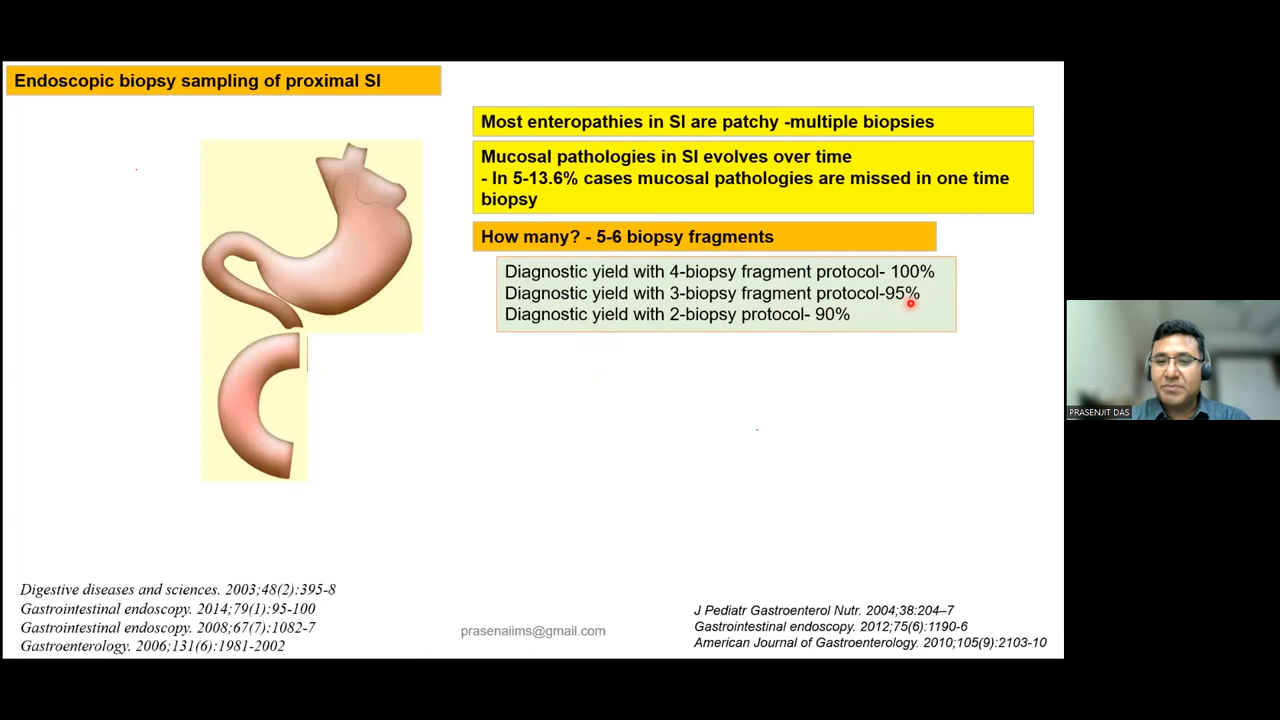 Endoscopic biopsy sampling of proximal SI
Most enteropathies in SI are patchy -multiple biopsies
Mucosal pathologies in SI evolves over time
- In 5-13.6% cases mucosal pathologies are missed in one time
biopsy
How many? - 5-6 biopsy fragments
Diagnostic yield with 4-biopsy fragment protocol- 100%
Diagnostic yield with 3-biopsy fragment protocol-95%
Diagnostic yield with 2-biopsy protocol- 90%
PRASENJIT DAS
Digestive diseases and sciences. 2003;48(2):395-8
Gastrointestinal endoscopy. 2014;79(1):95-100
Gastrointestinal endoscopy. 2008;67(7):1082-7
Gastroenterology. 2006;131(6):1981-2002
prasenaiims@gmail.com
J Pediatr Gastroenterol Nutr. 2004;38:204–7
Gastrointestinal endoscopy. 2012;75(6):1190-6
American Journal of Gastroenterology. 2010;105(9):2103-10